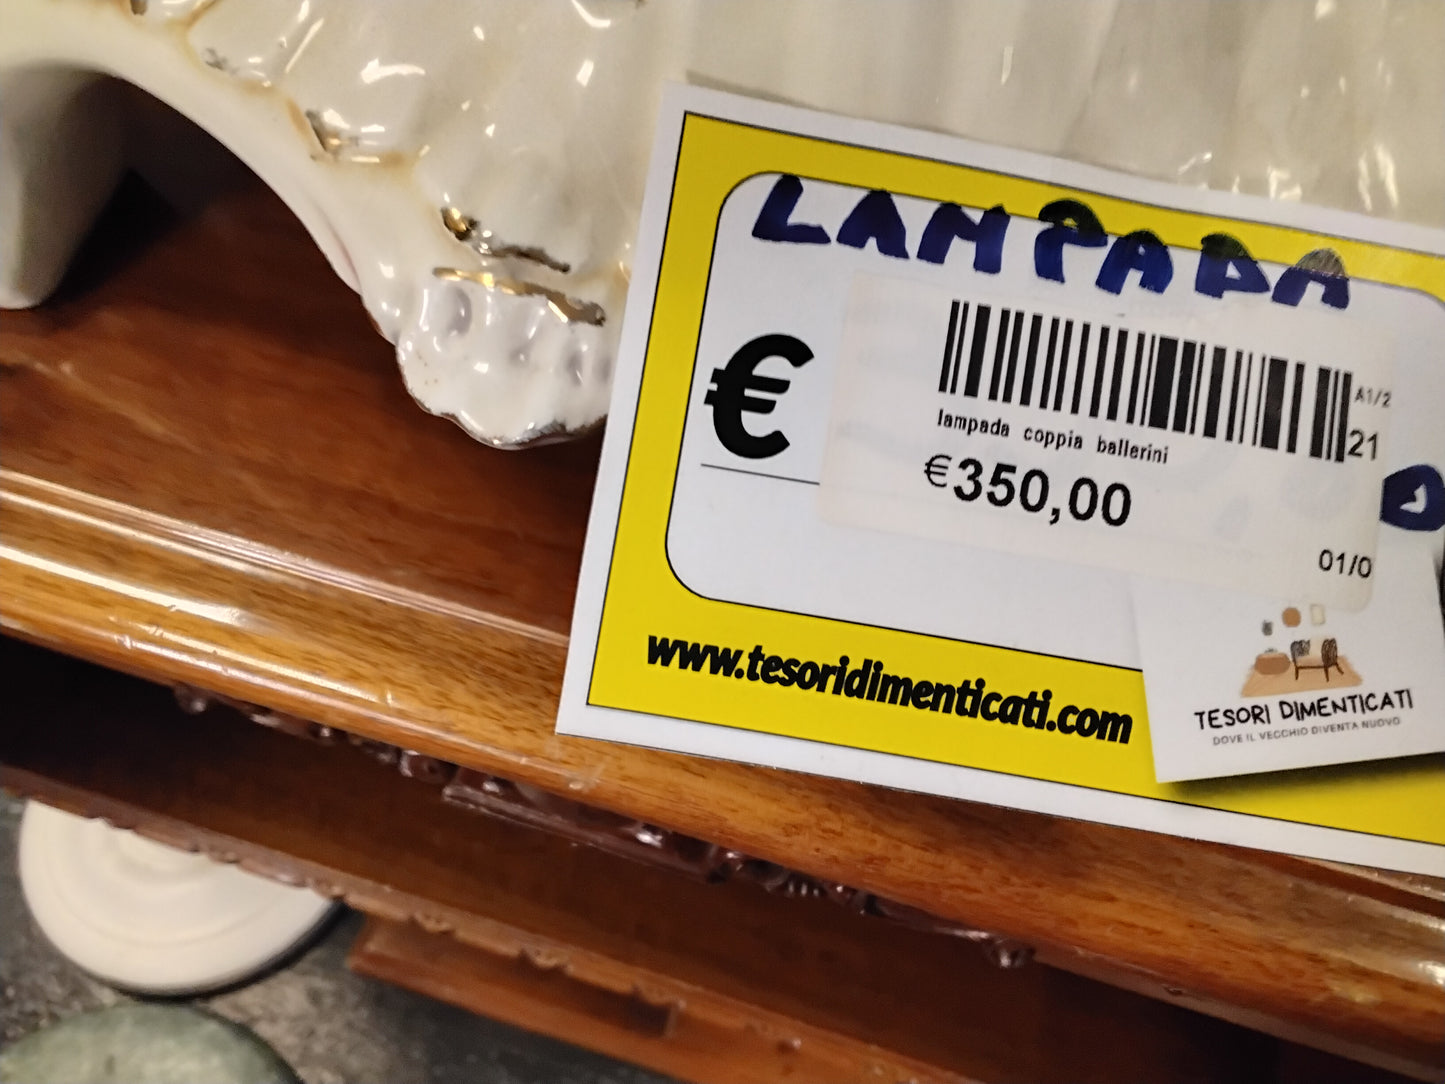 LAMPADA
A1/2
21
lampada coppia ballerini
€
€350,00
01/0
www.tesoridimenticati.com
TESORI DIMENTICATI
DOVE IL VECCHIO DIVENTA NUOVO